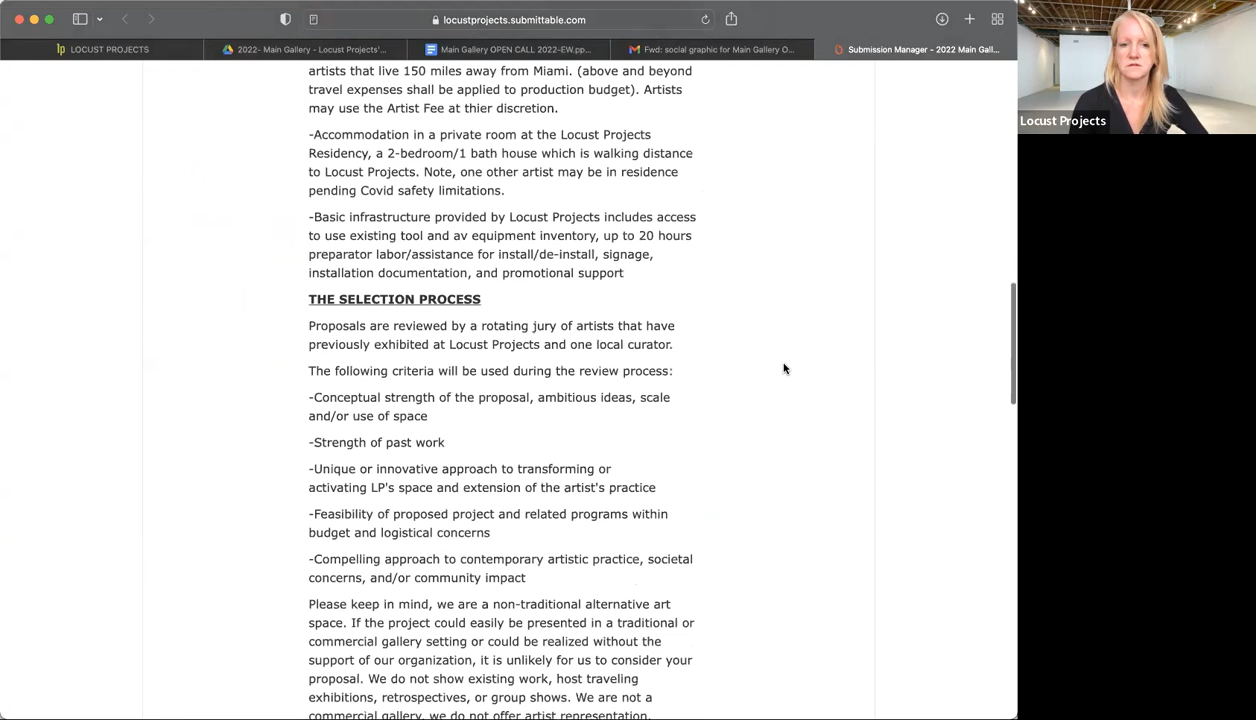 locustprojects.submittable.com
LOCUST PROJECTS
2022- Main Gallery - Locust Projects'...
Main Gallery OPEN CALL 2022-EW.pp...
Fwd: social graphic for Main Gallery O...
Submission Manager - 2022 Main Gall...
artists that live 150 miles away from Miami. (above and beyond
travel expenses shall be applied to production budget). Artists
may use the Artist Fee at thier discretion.
-Accommodation in a private room at the Locust Projects
Residency, a 2-bedroom/1 bath house which is walking distance
to Locust Projects. Note, one other artist may be in residence
pending Covid safety limitations.
-Basic infrastructure provided by Locust Projects includes access
to use existing tool and av equipment inventory, up to 20 hours
preparator labor/assistance for install/de-install, signage,
installation documentation, and promotional support
THE SELECTION PROCESS
Proposals are reviewed by a rotating jury of artists that have
previously exhibited at Locust Projects and one local curator.
The following criteria will be used during the review process:
-Conceptual strength of the proposal, ambitious ideas, scale
and/or use of space
-Strength of past work
-Unique or innovative approach to transforming or
activating LP's space and extension of the artist's practice
-Feasibility of proposed project and related programs within
budget and logistical concerns
-Compelling approach to contemporary artistic practice, societal
concerns, and/or community impact
Please keep in mind, we are a non-traditional alternative art
space. If the project could easily be presented in a traditional or
commercial gallery setting or could be realized without the
support of our organization, it is unlikely for us to consider your
proposal. We do not show existing work, host traveling
exhibitions, retrospectives, or group shows. We are not a
commercial gallery, we do not offer artist representation.
Locust Projects